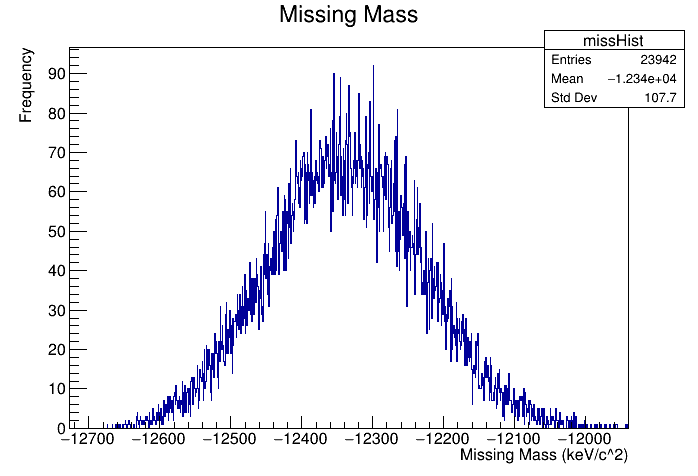 Missing Mass
missHist
Entries 23942
Mean −1.234e+04
Std Dev 107.7
Frequency
90
80
70
60
50
40
30
20
10
0
−12700 −12600 −12500 −12400 −12300 −12200 −12100 −12000
Missing Mass (keV/c^2)